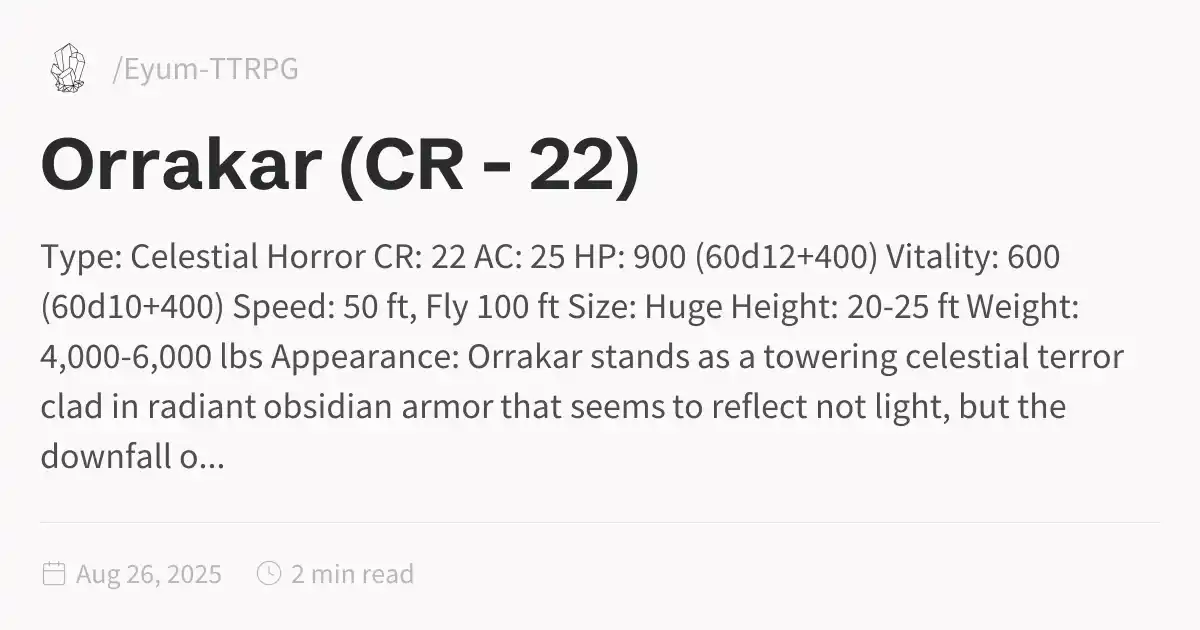 /Eyum-TTRPG
Orrakar (CR - 22)
Type: Celestial Horror CR: 22 AC: 25 HP: 900 (60d12+400) Vitality: 600
(60d10+400) Speed: 50 ft, Fly 100 ft Size: Huge Height: 20-25 ft Weight:
4,000-6,000 lbs Appearance: Orrakar stands as a towering celestial terror
clad in radiant obsidian armor that seems to reflect not light, but the
downfall o...
Aug 26, 2025 2 min read